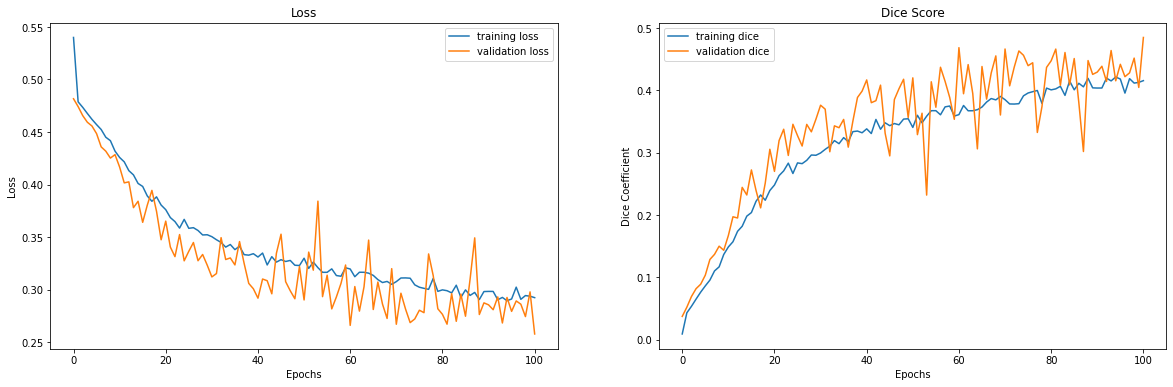 Loss
training loss
validation loss
0.55
0.50
0.45
0.40
0.35
0.30
0.25
Loss
0
20
40
60
80
100
Epochs
Dice Score
training dice
validation dice
0.5
0.4
0.3
0.2
0.1
0.0
Dice Coefficient
0
20
40
60
80
100
Epochs